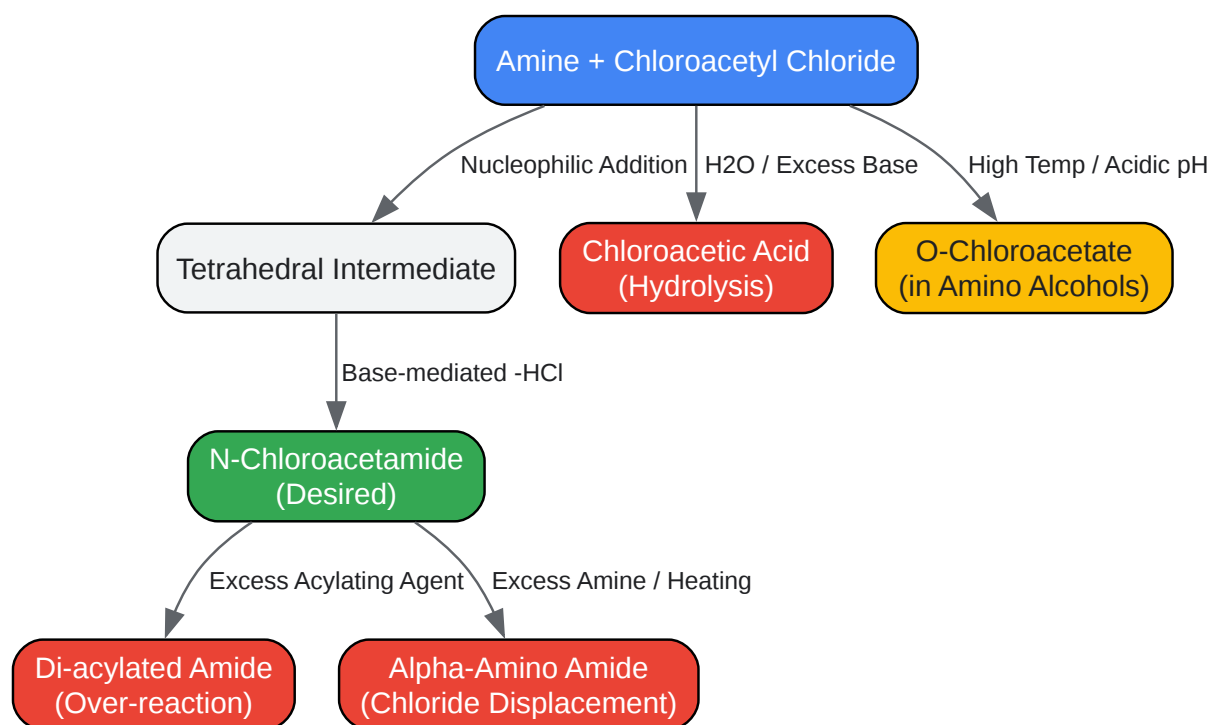 Amine + Chloroacetyl Chloride
Nucleophilic Addition
H2O / Excess Base
High Temp / Acidic pH
Tetrahedral Intermediate
Chloroacetic Acid
(Hydrolysis)
O-Chloroacetate
(in Amino Alcohols)
Base-mediated -HCl
N-Chloroacetamide
(Desired)
Excess Acylating Agent
Excess Amine / Heating
Di-acylated Amide
(Over-reaction)
Alpha-Amino Amide
(Chloride Displacement)